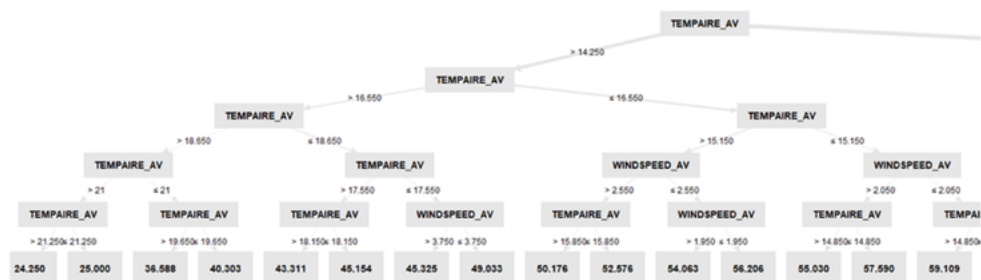 TEMPAIRE_AV
> 14.250
TEMPAIRE_AV
> 16.550 ≤ 16.550
TEMPAIRE_AV TEMPAIRE_AV
> 18.650 ≤ 18.650 > 15.150 ≤ 15.150
TEMPAIRE_AV TEMPAIRE_AV WINDSPEED_AV WINDSPEED_AV
> 21 ≤ 21 > 17.550 ≤ 17.550 > 2.550 ≤ 2.550 > 2.050 ≤ 2.050
TEMPAIRE_AV TEMPAIRE_AV TEMPAIRE_AV WINDSPEED_AV TEMPAIRE_AV WINDSPEED_AV TEMPAIRE_AV TEMPAI
> 21.250 ≤ 21.250 > 19.650 ≤ 19.650 > 18.150 ≤ 18.150 > 3.750 ≤ 3.750 > 15.850 ≤ 15.850 > 1.950 ≤ 1.950 > 14.850 ≤ 14.850 > 14.850
24.250 25.000 36.588 40.303 43.311 45.154 45.325 49.033 50.176 52.576 54.063 56.206 55.030 57.590 59.109